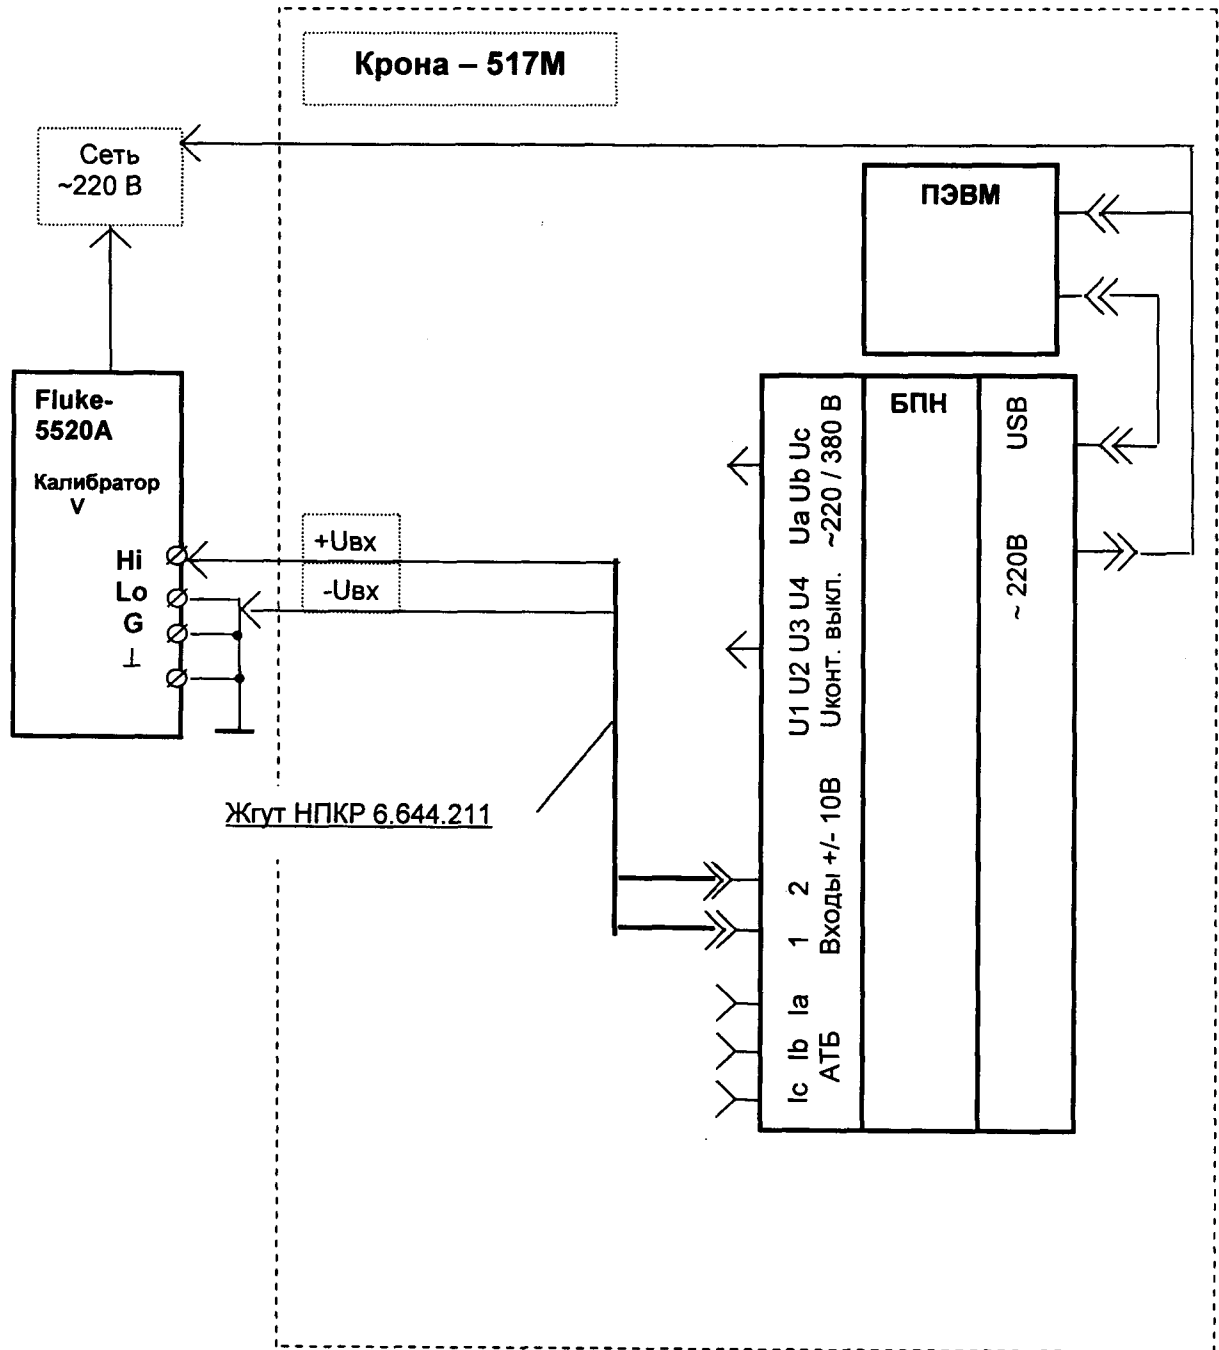 Крона – 517М
Сеть
~220 В
ПЭВМ
Fluke-
5520A
Калибратор
V
Hi
Lo
G
⊥
+Uвх
-Uвх
Жгут НПКР 6.644.211
Ua Ub Uc
~220 / 380 В
U1 U2 U3 U4
Uконт. выкл.
1 2
Входы +/- 10В
Ic Ib Ia
АТБ
БПН
USB
~ 220В